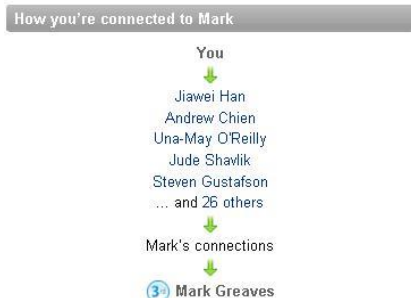 How you're connected to Mark
You
Jiawei Han
Andrew Chien
Una-May O'Reilly
Jude Shavlik
Steven Gustafson
... and 26 others
Mark's connections
3rd Mark Greaves